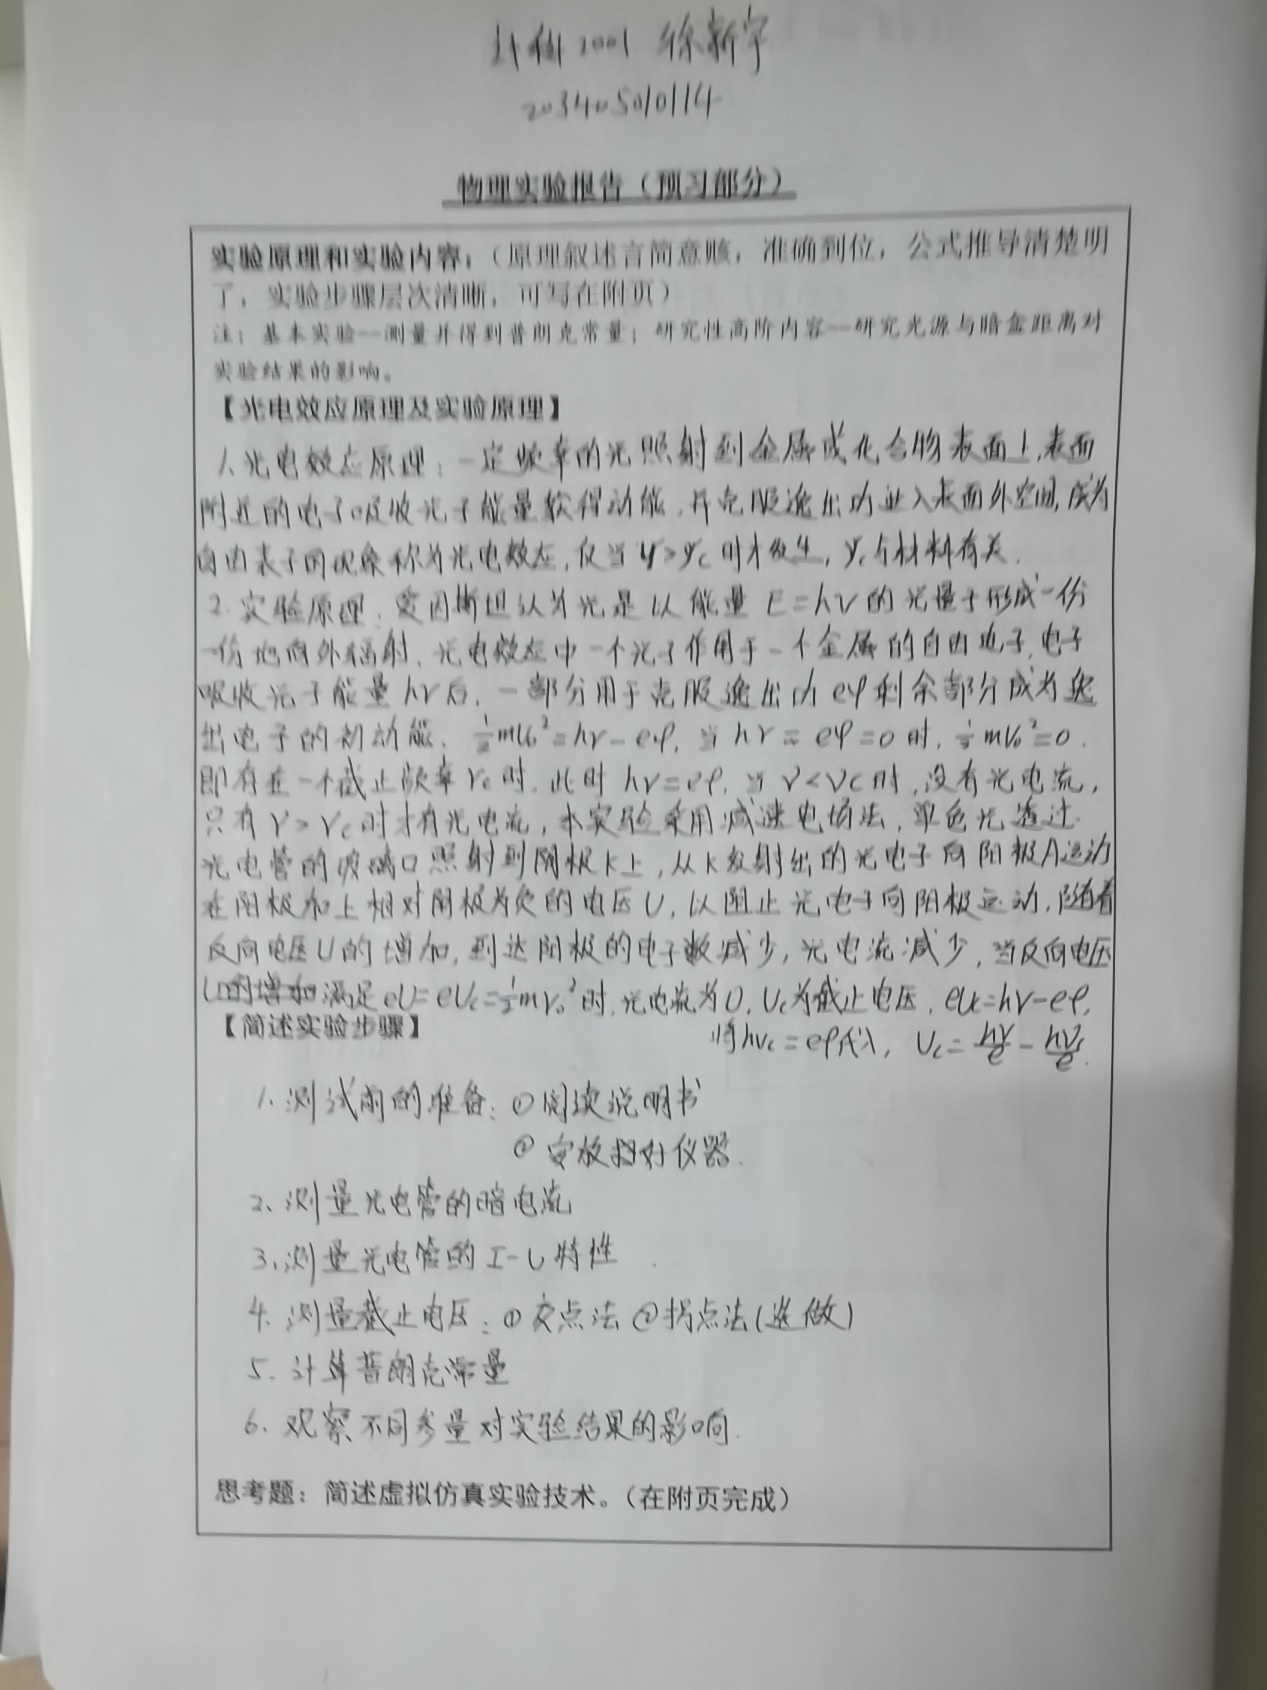 2001 徐新宇
203405010114
物理实验报告（预习部分）
实验原理和实验内容：（原理叙述言简意赅，准确到位，公式推导清楚明
了，实验步骤层次清晰，可写在附页）
注：基本实验—测量并得到普朗克常量；研究性高阶内容—研究光源与暗盒距离对
实验结果的影响。
【光电效应原理及实验原理】
1.光电效应原理：一定频率的光照射到金属或化合物表面上,表面
附近的电子吸收光子能量获得动能,并克服逸出功进入表面外空间,成为
自由表子的现象称为光电效应,仅当γ>γc时才发生,γc与材料有关.
2.实验原理:爱因斯坦认为光是以能量E=hν的光量子形成一份
一份地向外辐射.光电效应中一个光子作用于一个金属的自由电子,电子
吸收光子能量hν后,一部分用于克服逸出功eφ剩余部分成为逸
出电子的初动能.½mv₀²=hν-eφ,当hν=eφ=0时,½mv₀²=0.
即存在一个截止频率γc时.此时hν=eφ.当ν<νc时,没有光电流,
只有ν>νc时才有光电流,本实验采用减速电场法,单色光透过
光电管的玻璃口照射到阴极K上,从K发射出的光电子向阳极A运动
在阳极加上相对阴极为负的电压U,以阻止光电子向阳极运动,随着
反向电压U的增加,到达阳极的电子数减少,光电流减少,当反向电压
U的增加满足eU=eUc=½mv₀²时,光电流为0,Uc为截止电压,eUc=hν-eφ,
【简述实验步骤】
将hνc=eφ代入,Uc=hν/e-hνc/e.
1.测试前的准备:①阅读说明书
②安放好仪器.
2.测量光电管的暗电流
3.测量光电管的I-U特性.
4.测量截止电压:①交点法②拐点法(选做)
5.计算普朗克常量
6.观察不同参量对实验结果的影响.
思考题：简述虚拟仿真实验技术。（在附页完成）